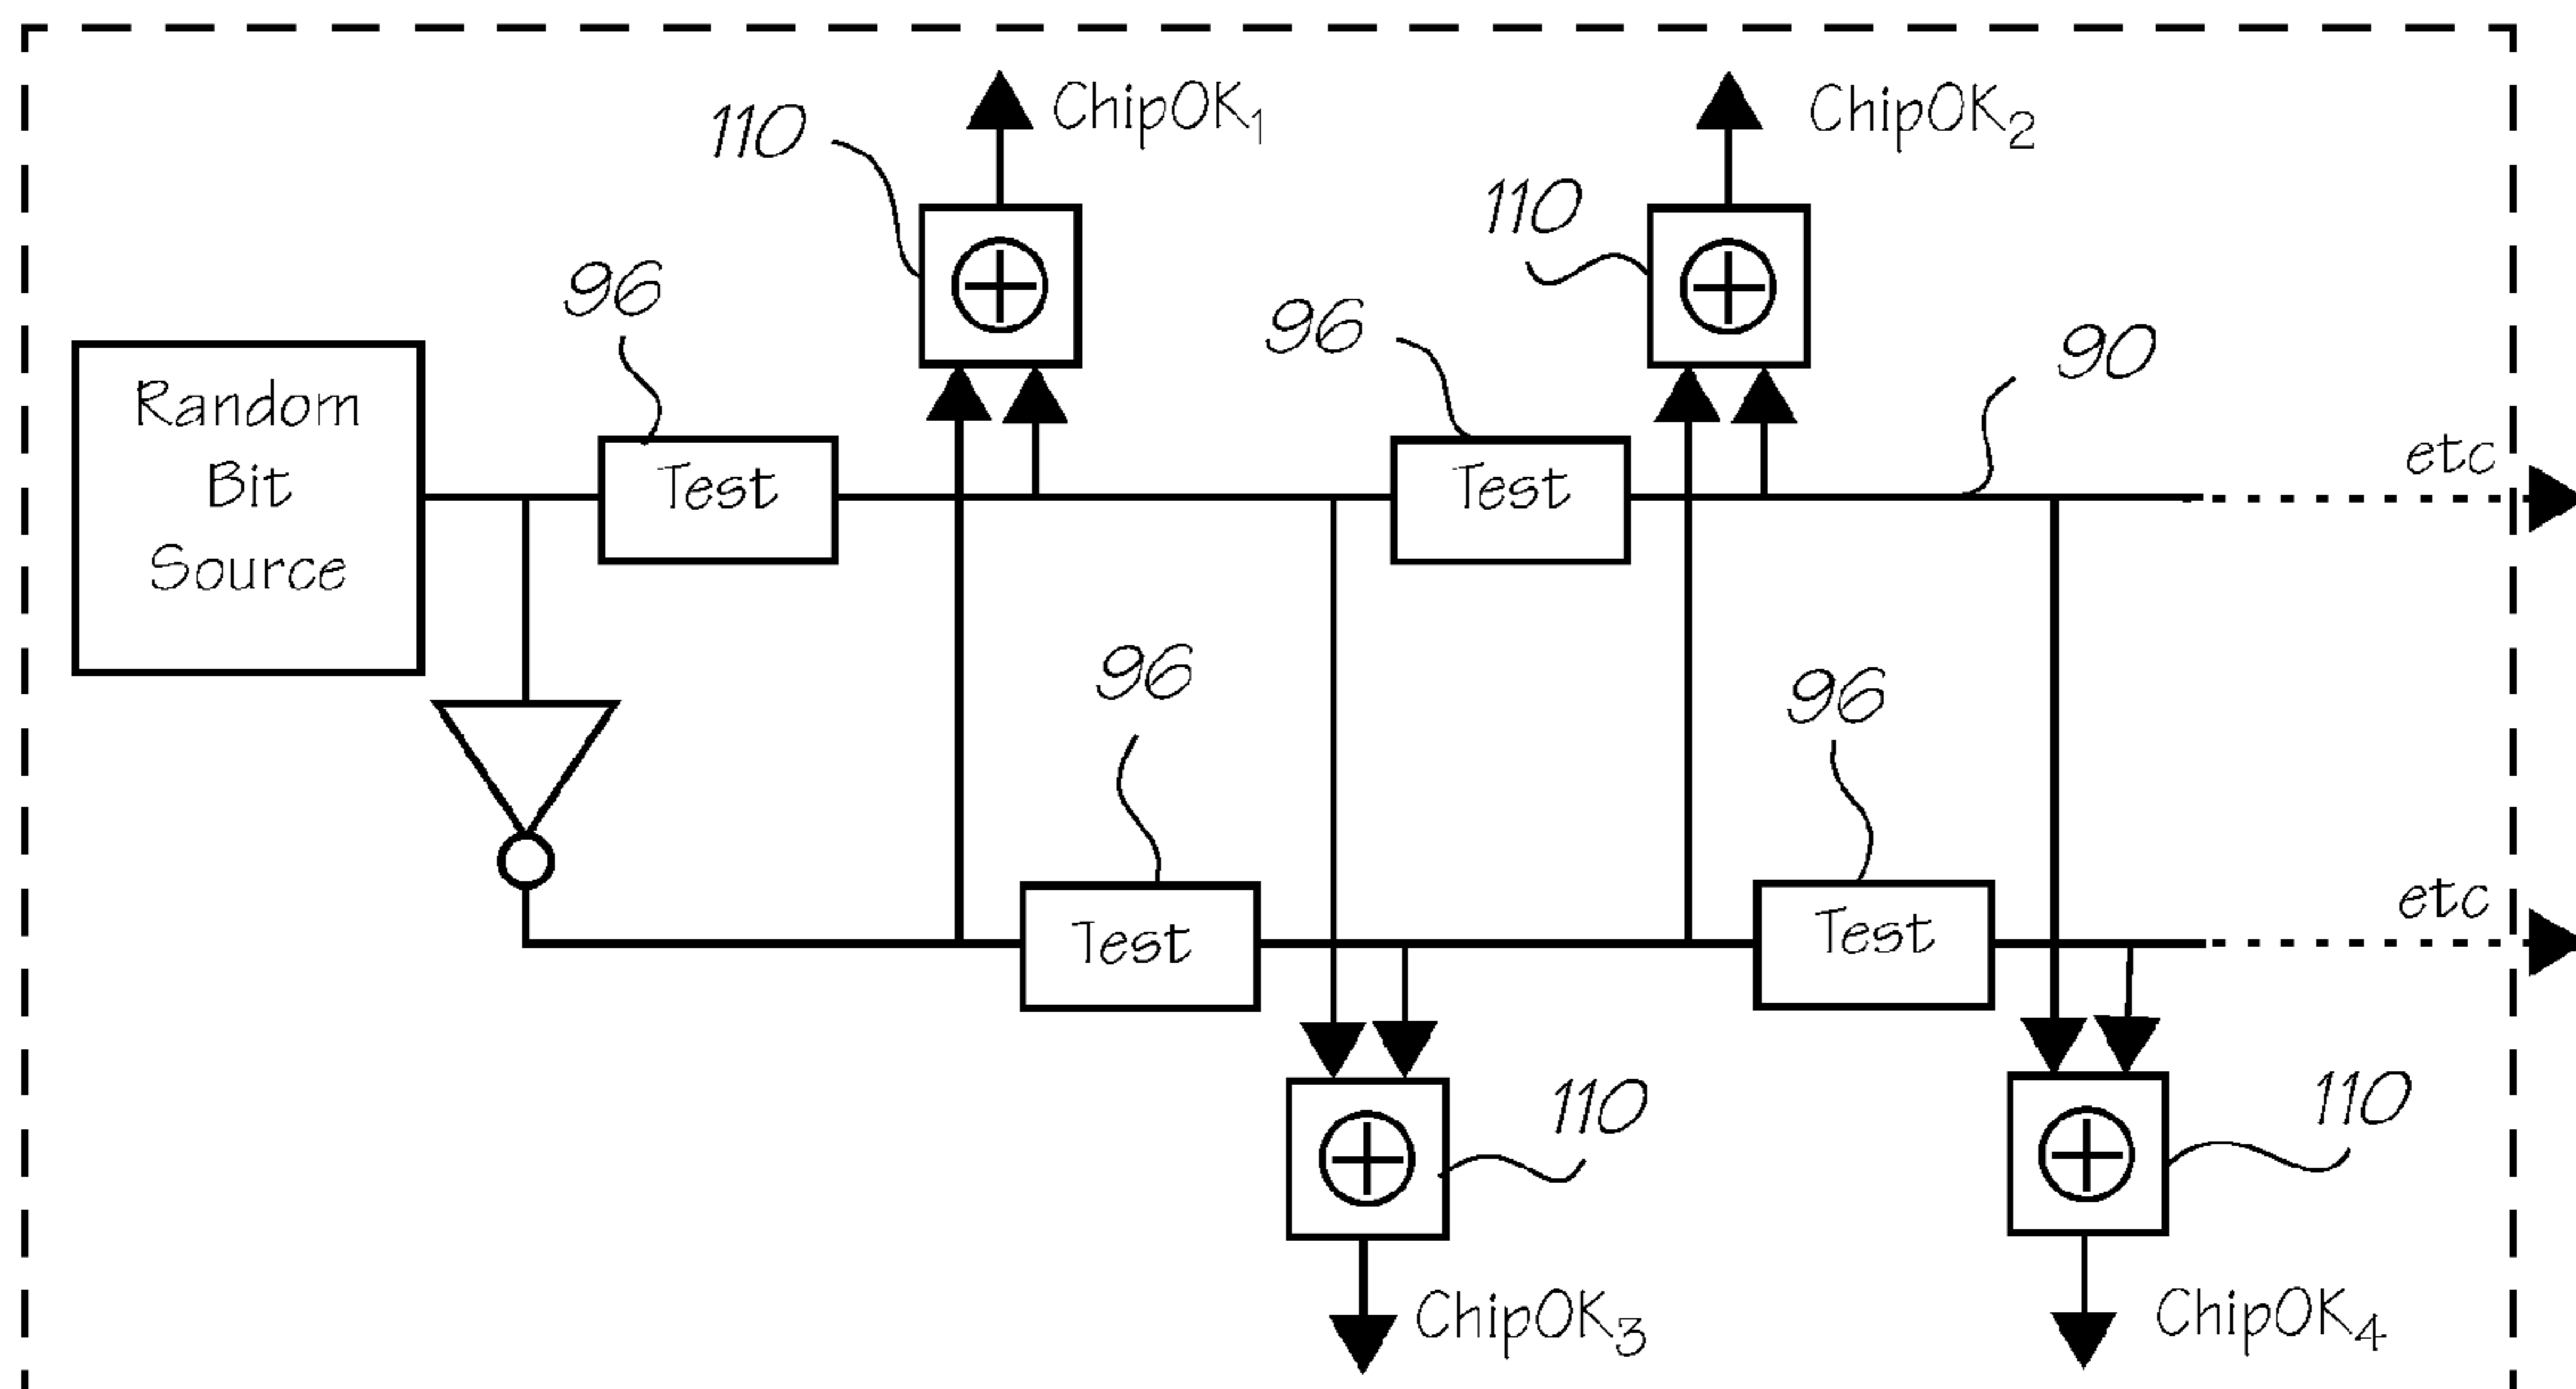 ChipOK₁
ChipOK₂
110
110
96
96
90
Random
Bit
Source
Test
Test
etc
96
96
Test
Test
etc
110
110
ChipOK₃
ChipOK₄